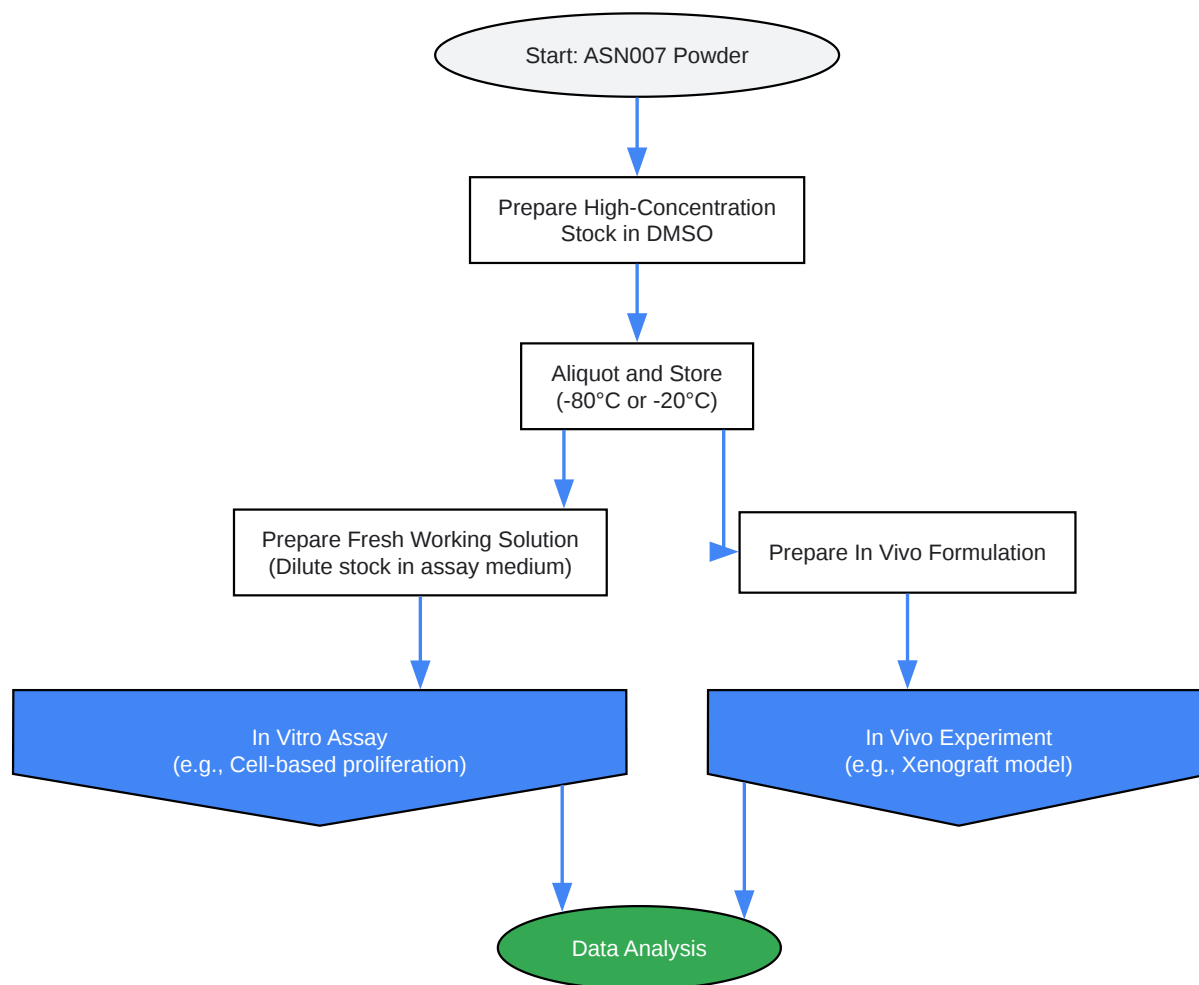 Start: ASN007 Powder
Prepare High-Concentration
Stock in DMSO
Aliquot and Store
(-80°C or -20°C)
Prepare Fresh Working Solution
(Dilute stock in assay medium)
Prepare In Vivo Formulation
In Vitro Assay
(e.g., Cell-based proliferation)
In Vivo Experiment
(e.g., Xenograft model)
Data Analysis